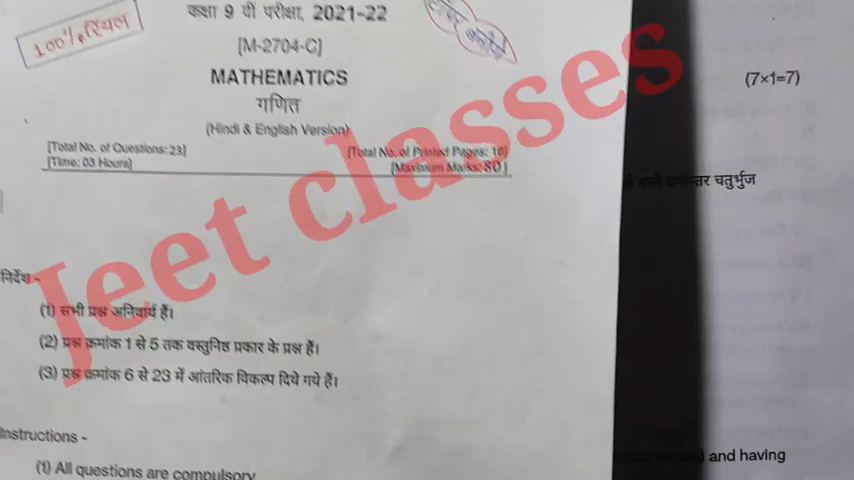 100% रियल
कक्षा 9 वी परीक्षा, 2021-22
[M-2704-C]
MATHEMATICS
गणित
(Hindi & English Version)
[Total No. of Questions: 23]
[Total No. of Printed Pages: 16]
[Time: 03 Hours]
[Maximum Marks: 80]
(7×1=7)
चतुर्भुज
Jeet classes
निर्देश -
(1) सभी प्रश्न अनिवार्य हैं।
(2) प्रश्न क्रमांक 1 से 5 तक वस्तुनिष्ठ प्रकार के प्रश्न हैं।
(3) प्रश्न क्रमांक 6 से 23 में आंतरिक विकल्प दिये गये हैं।
Instructions -
(1) All questions are compulsory
and having